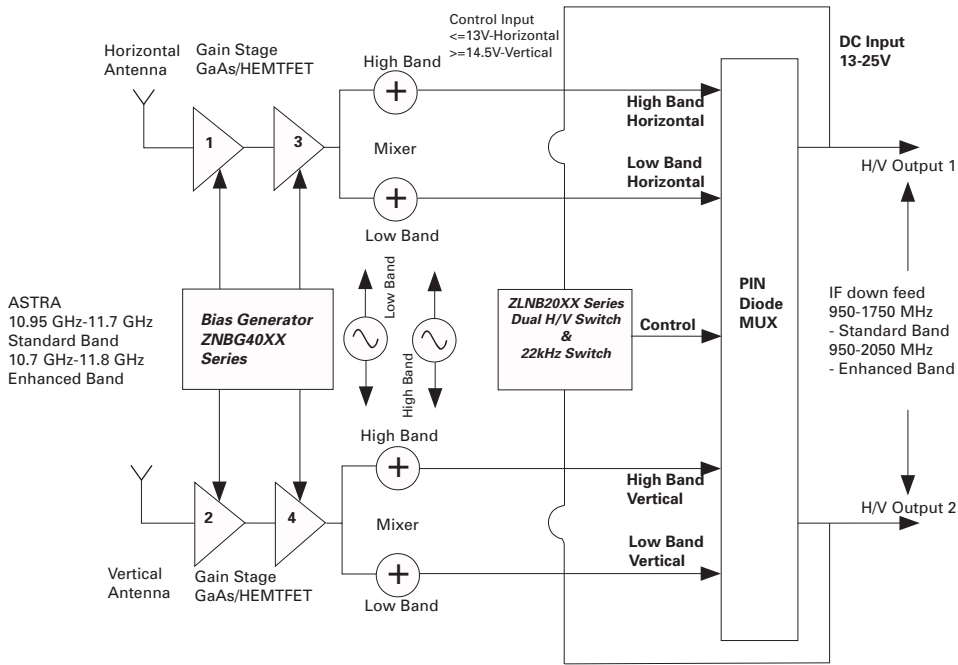 Control Input
<=13V-Horizontal
>=14.5V-Vertical
DC Input
13-25V
Horizontal
Antenna
Gain Stage
GaAs/HEMTFET
High Band
1
3
+
High Band
Horizontal
Mixer
Low Band
Horizontal
H/V Output 1
+
Low Band
ASTRA
10.95 GHz-11.7 GHz
Standard Band
10.7 GHz-11.8 GHz
Enhanced Band
Bias Generator
ZNBG40XX
Series
Low Band
High Band
ZLNB20XX Series
Dual H/V Switch
&
22kHz Switch
Control
PIN
Diode
MUX
IF down feed
950-1750 MHz
- Standard Band
950-2050 MHz
- Enhanced Band
High Band
+
High Band
Vertical
2
4
Mixer
H/V Output 2
Low Band
Vertical
+
Low Band
Vertical
Antenna
Gain Stage
GaAs/HEMTFET